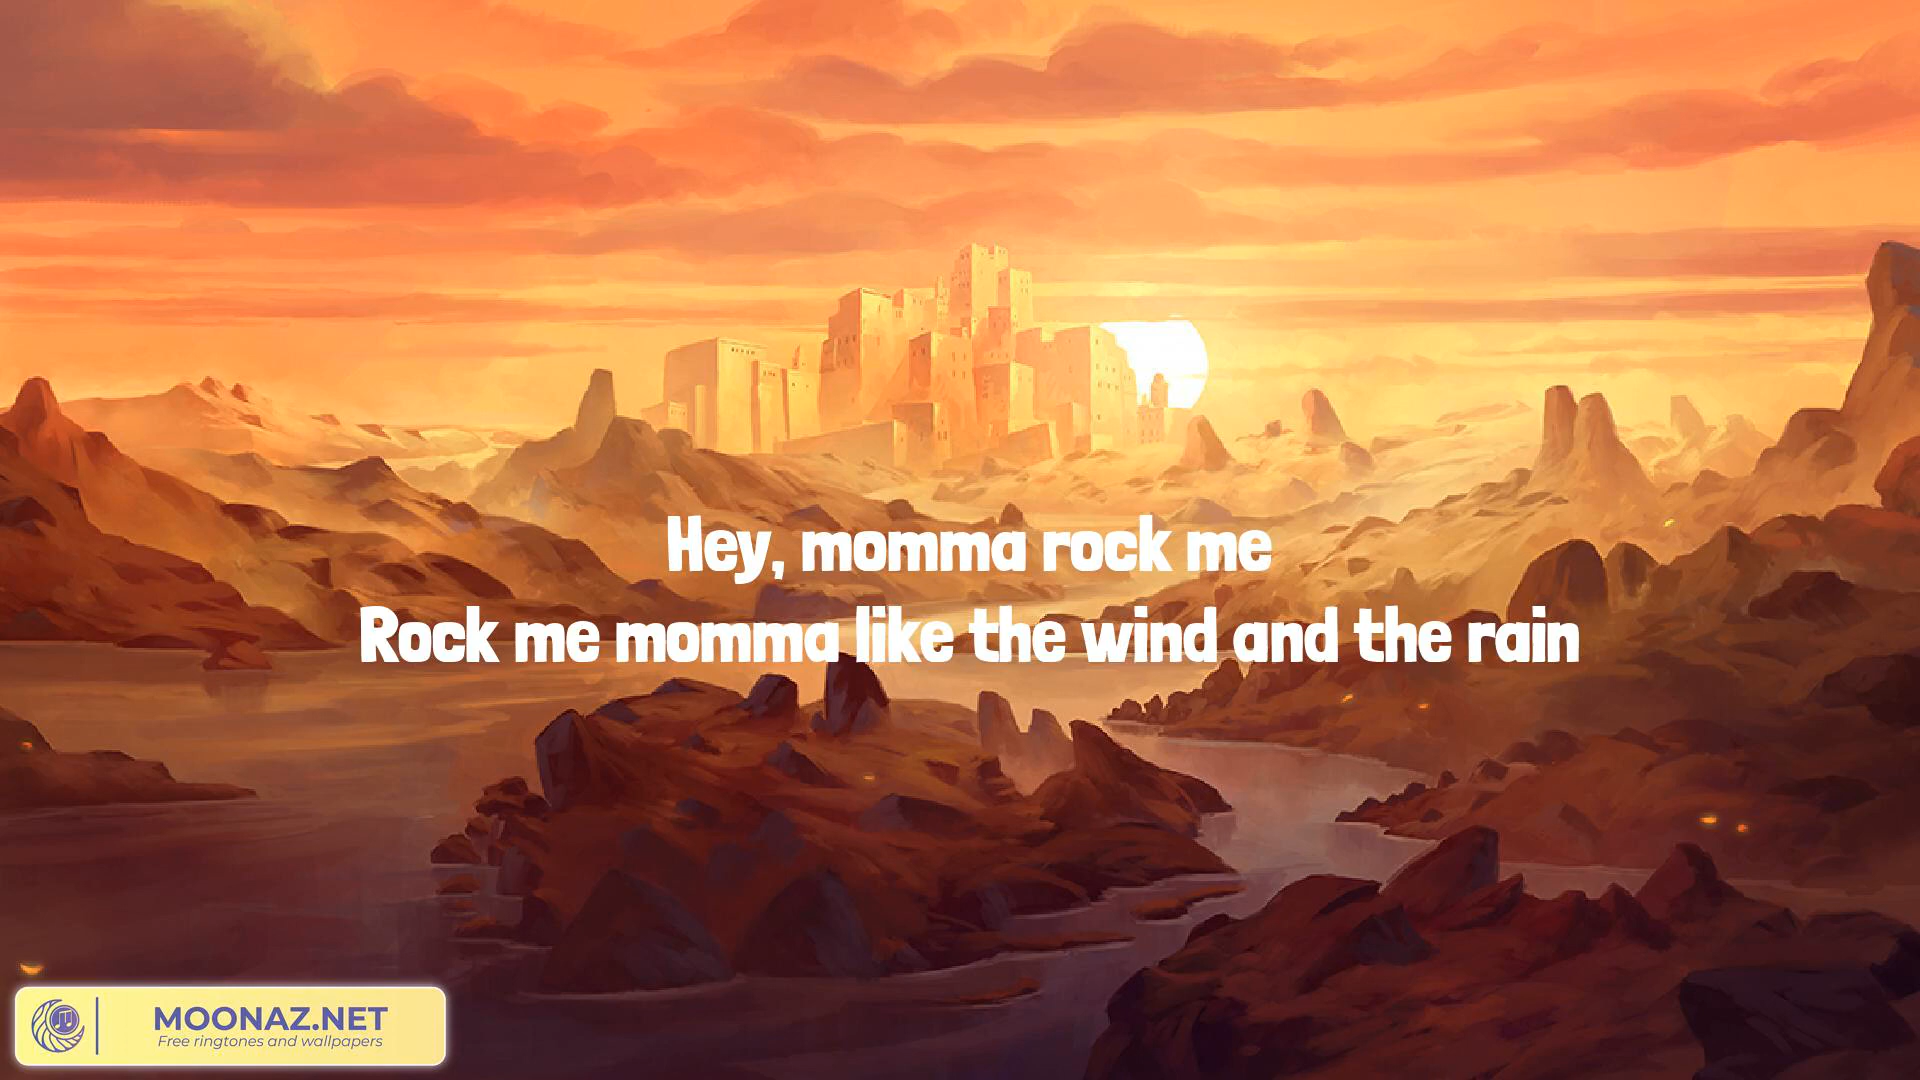 Hey, momma rock me
Rock me momma like the wind and the rain
MOONAZ.NET
Free ringtones and wallpapers